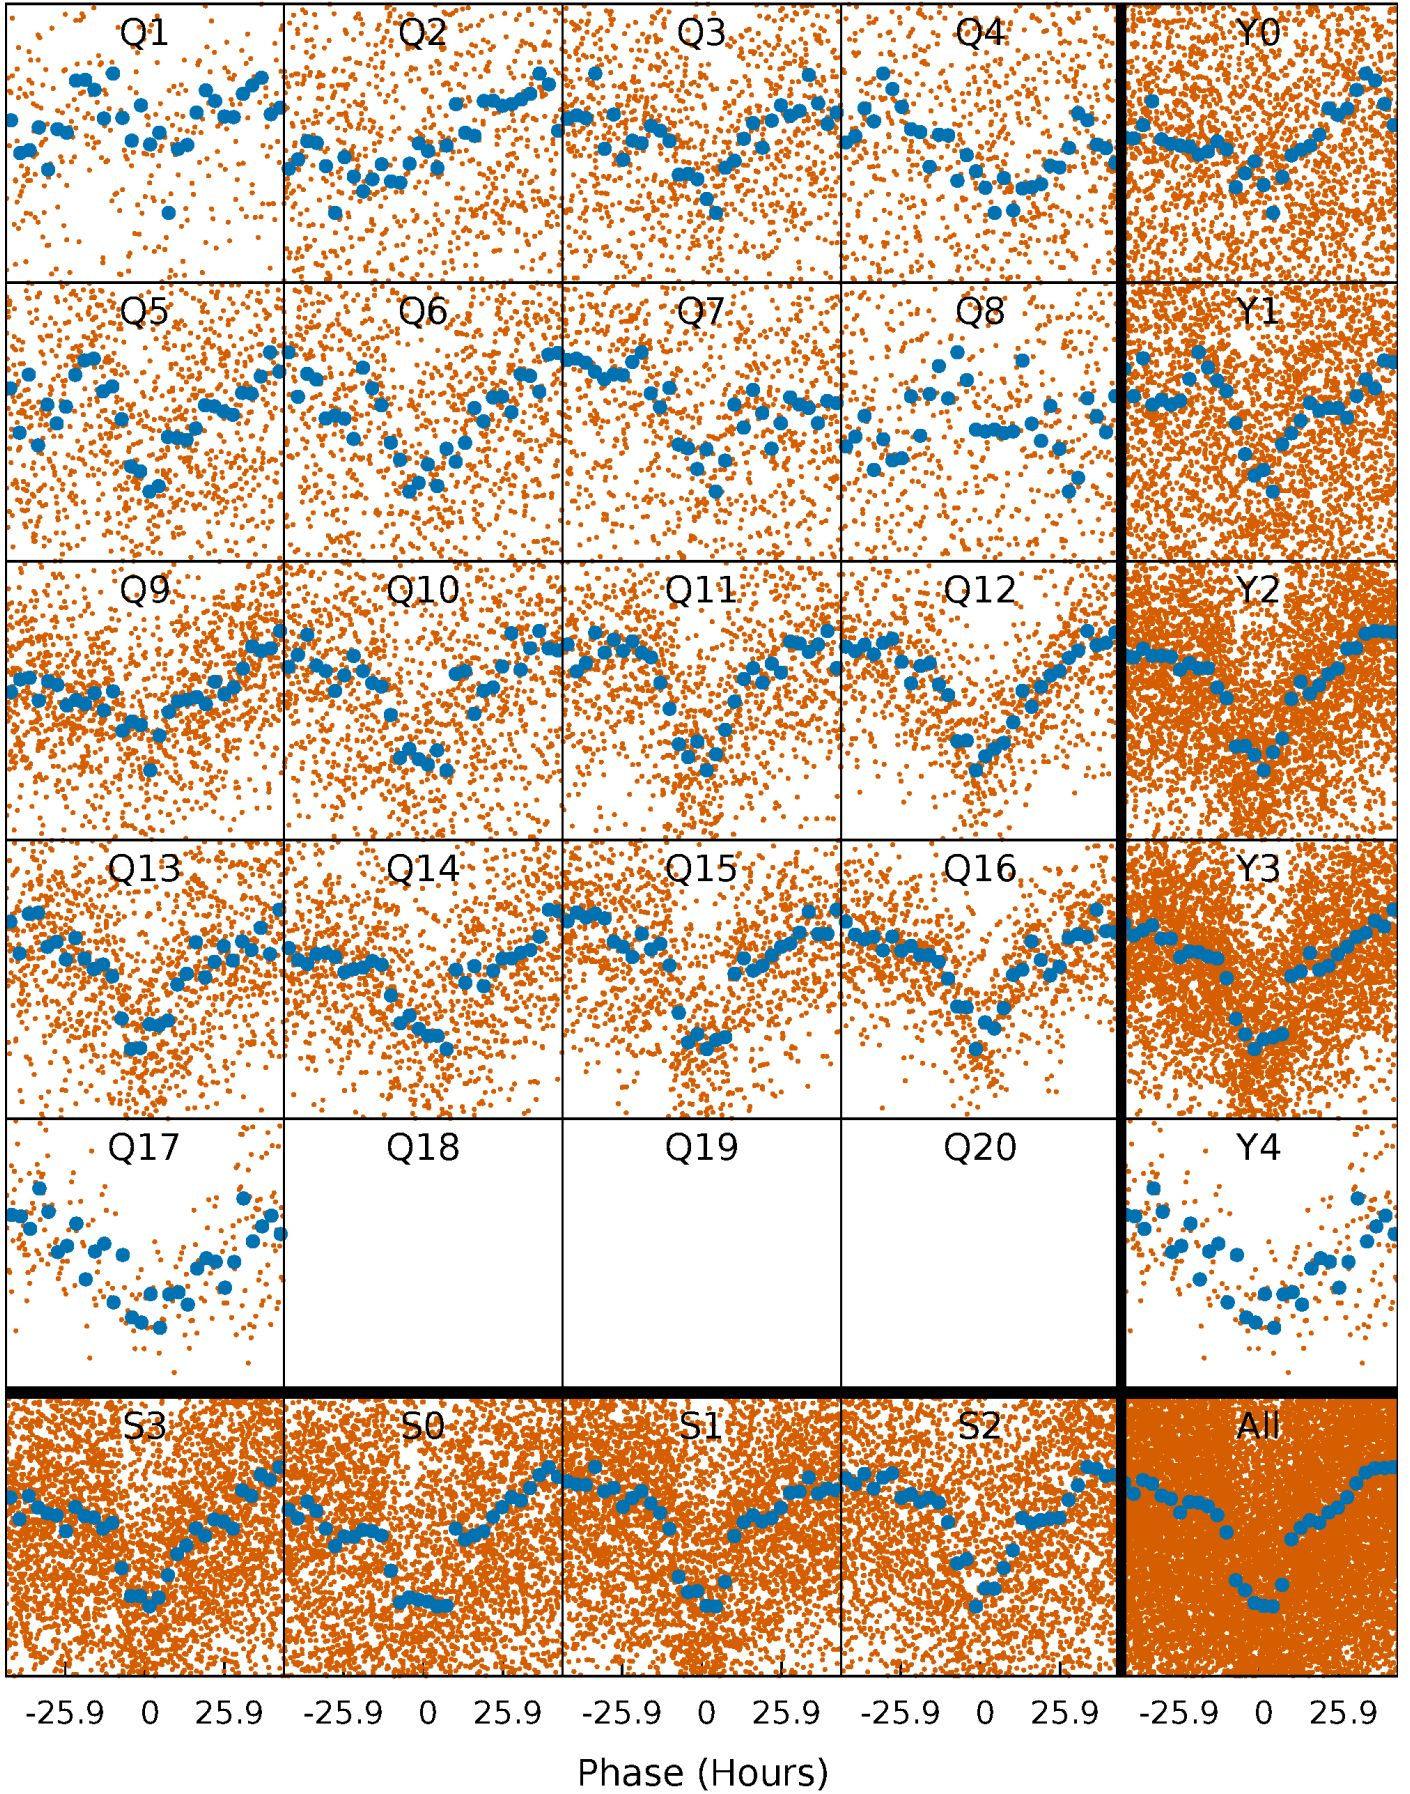 Q1 Q2 Q3 Q4 Y0
Q5 Q6 Q7 Q8 Y1
Q9 Q10 Q11 Q12 Y2
Q13 Q14 Q15 Q16 Y3
Q17 Q18 Q19 Q20 Y4
S3 S0 S1 S2 All
-25.9 0 25.9 -25.9 0 25.9 -25.9 0 25.9 -25.9 0 25.9 -25.9 0 25.9
Phase (Hours)